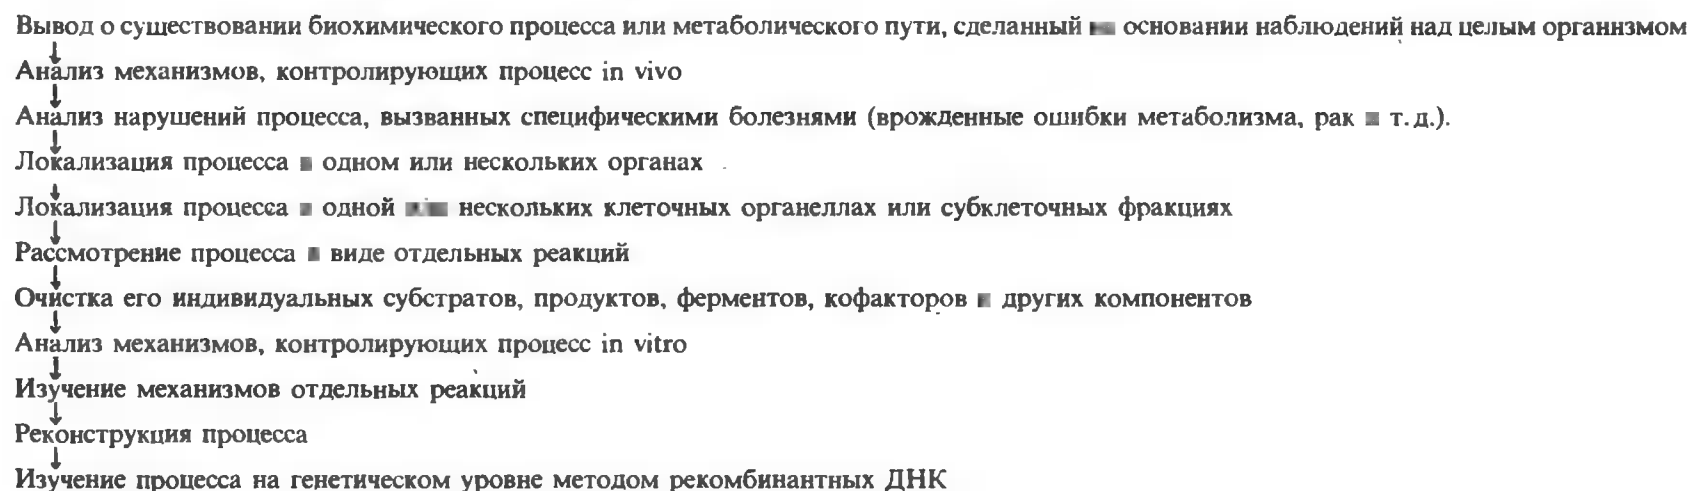 Вывод о существовании биохимического процесса или метаболического пути, сделанный основании наблюдений над целым организмом
Анализ механизмов, контролирующих процесс in vivo
Анализ нарушений процесса, вызванных специфическими болезнями (врожденные ошибки метаболизма, рак т.д.).
Локализация процесса одном или нескольких органах
Локализация процесса одной нескольких клеточных органеллах или субклеточных фракциях
Рассмотрение процесса виде отдельных реакций
Очистка его индивидуальных субстратов, продуктов, ферментов, кофакторов других компонентов
Анализ механизмов, контролирующих процесс in vitro
Изучение механизмов отдельных реакций
Реконструкция процесса
Изучение процесса на генетическом уровне методом рекомбинантных ДНК